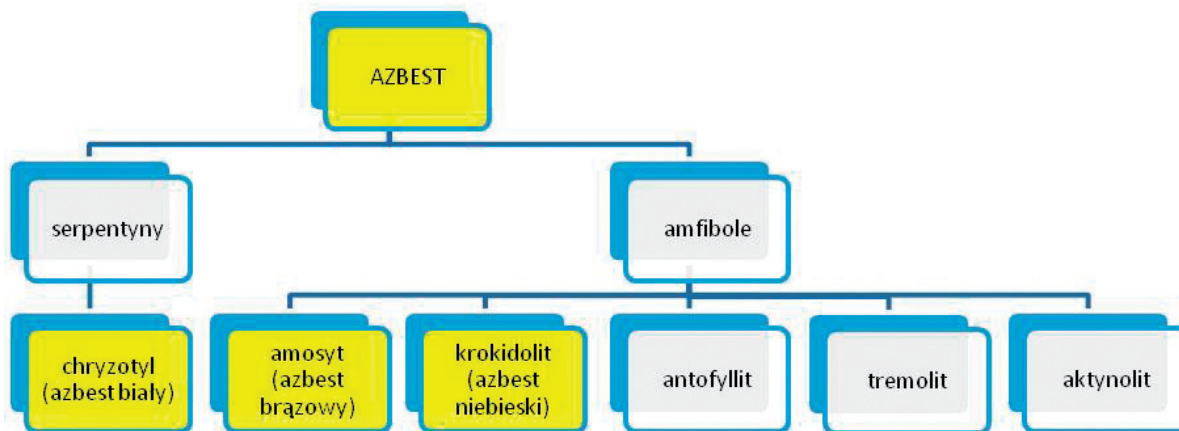 AZBEST
serpentyny
amfibole
chryzotyl
(azbest biały)
amosyt
(azbest
brązowy)
krokidolit
(azbest
niebieski)
antofyllit
tremolit
aktynolit